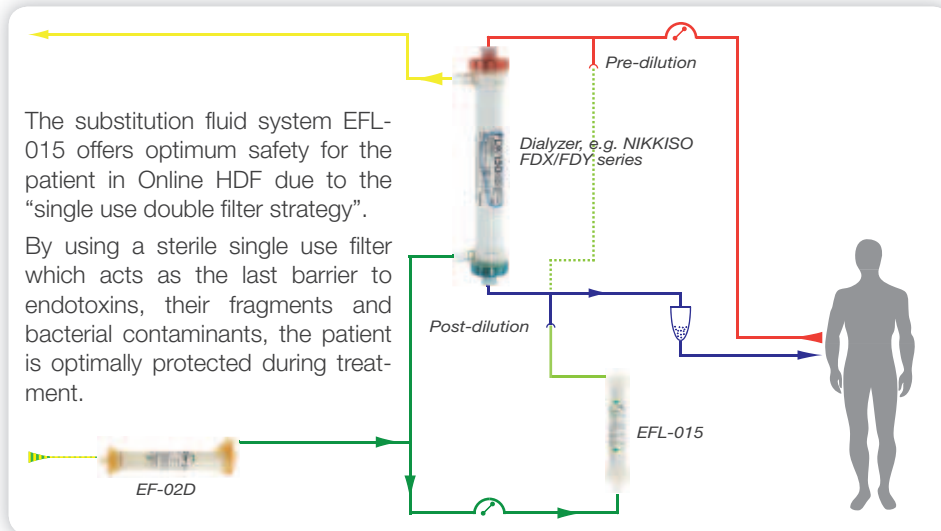 Pre-dilution
The substitution fluid system EFL-
015 offers optimum safety for the
patient in Online HDF due to the
“single use double filter strategy”.
By using a sterile single use filter
which acts as the last barrier to
endotoxins, their fragments and
bacterial contaminants, the patient
is optimally protected during treat-
ment.
Dialyzer, e.g. NIKKISO
FDX/FDY series
Post-dilution
EFL-015
EF-02D